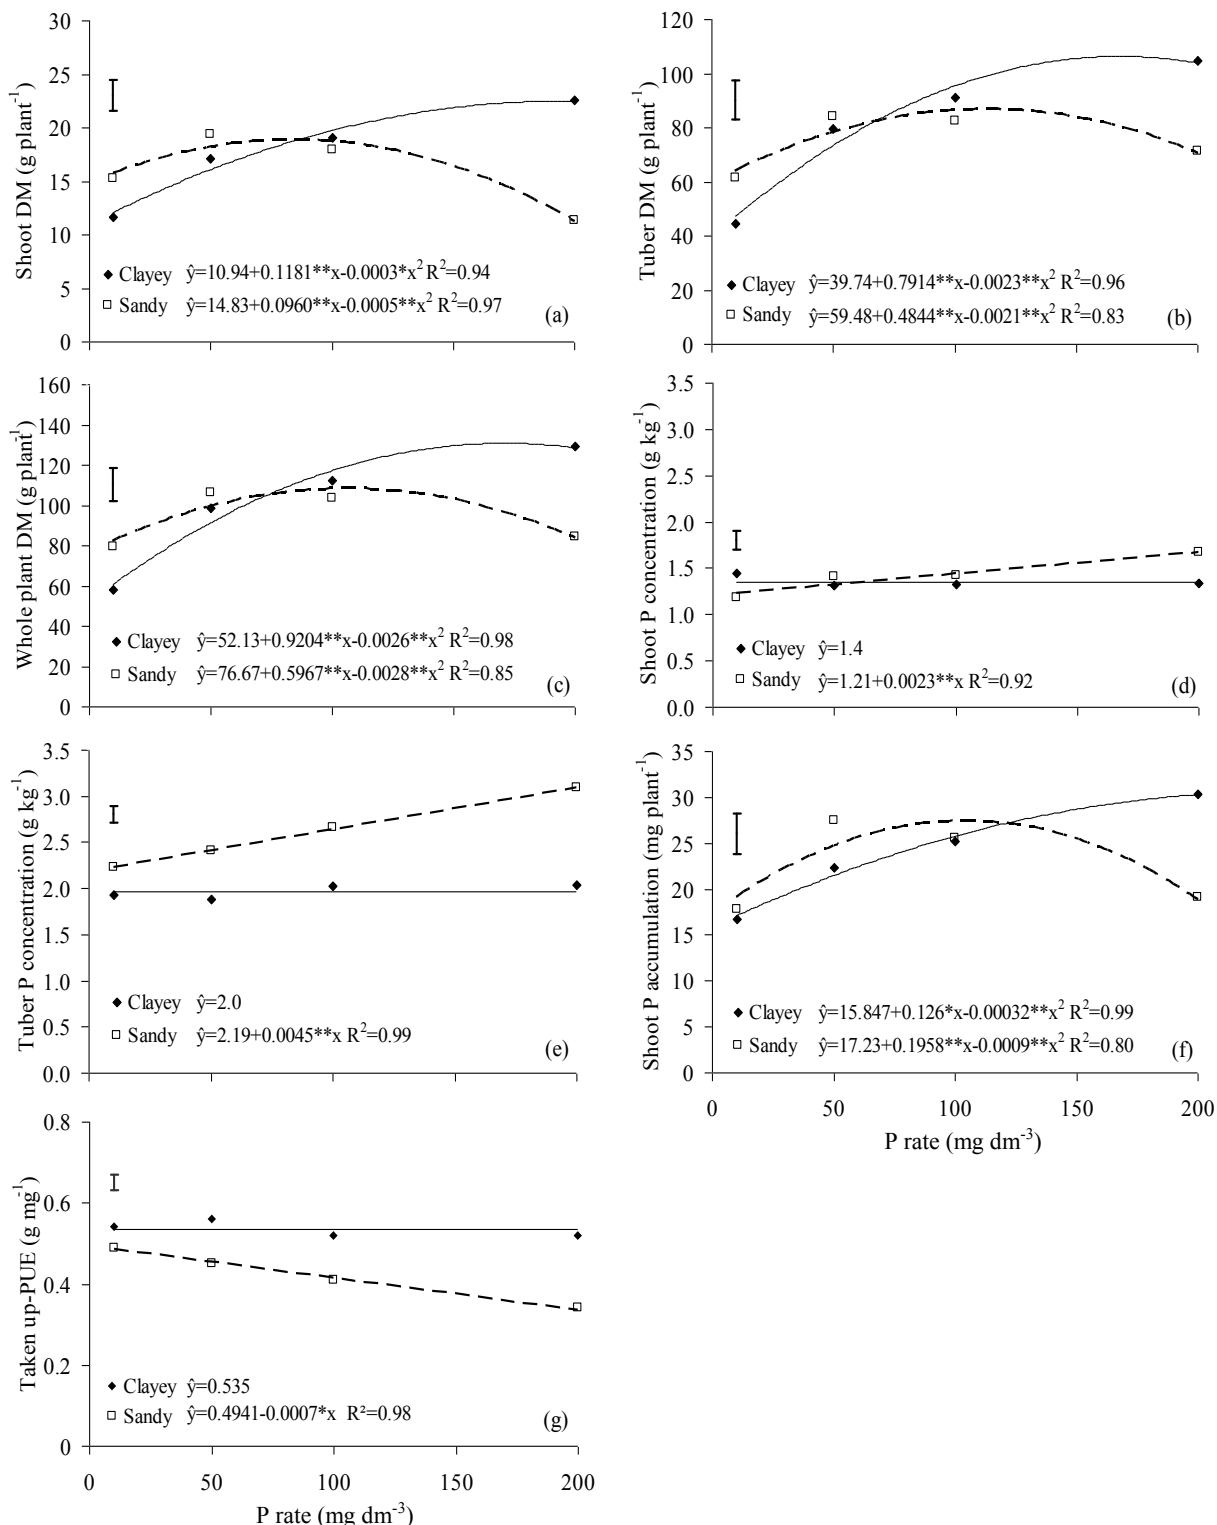 Shoot DM (g plant⁻¹)
30
25
20
15
10
5
0
◆ Clayey ŷ=10.94+0.1181**x-0.0003*x² R²=0.94
□ Sandy ŷ=14.83+0.0960**x-0.0005**x² R²=0.97
(a)
Tuber DM (g plant⁻¹)
120
100
80
60
40
20
0
◆ Clayey ŷ=39.74+0.7914**x-0.0023**x² R²=0.96
□ Sandy ŷ=59.48+0.4844**x-0.0021**x² R²=0.83
(b)
Whole plant DM (g plant⁻¹)
160
130
100
80
60
40
20
0
◆ Clayey ŷ=52.13+0.9204**x-0.0026**x² R²=0.98
□ Sandy ŷ=76.67+0.5967**x-0.0028**x² R²=0.85
(c)
Shoot P concentration (g kg⁻¹)
3.5
3.0
2.5
2.0
1.5
1.0
0.5
0.0
◆ Clayey ŷ=1.4
□ Sandy ŷ=1.21+0.0023**x R²=0.92
(d)
Tuber P concentration (g kg⁻¹)
3.5
3.0
2.5
2.0
1.5
1.0
0.5
0.0
◆ Clayey ŷ=2.0
□ Sandy ŷ=2.19+0.0045**x R²=0.99
(e)
Shoot P accumulation (mg plant⁻¹)
35
30
25
20
15
10
5
0
◆ Clayey ŷ=15.847+0.126*x-0.00032**x² R²=0.99
□ Sandy ŷ=17.23+0.1958**x-0.0009**x² R²=0.80
(f)
0 50 100 150 200
P rate (mg dm⁻³)
Taken up-PUE (g mg⁻¹)
0.8
0.6
0.4
0.2
0
◆ Clayey ŷ=0.535
□ Sandy ŷ=0.4941-0.0007*x R²=0.98
(g)
0 50 100 150 200
P rate (mg dm⁻³)